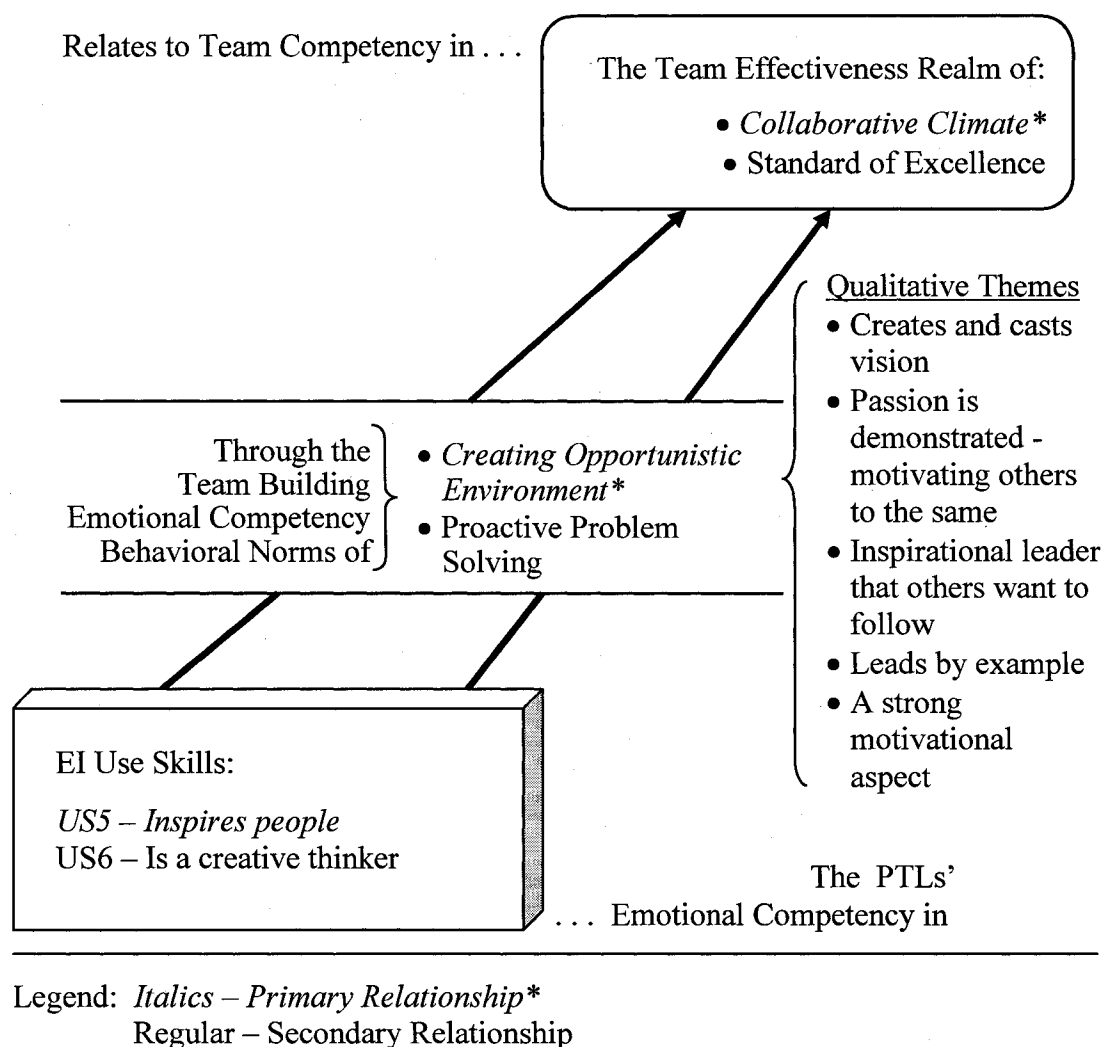 Relates to Team Competency in . . .
The Team Effectiveness Realm of:
• Collaborative Climate*
• Standard of Excellence
Through the
Team Building
Emotional Competency
Behavioral Norms of
• Creating Opportunistic
Environment*
• Proactive Problem
Solving
Qualitative Themes
• Creates and casts
vision
• Passion is
demonstrated -
motivating others
to the same
• Inspirational leader
that others want to
follow
• Leads by example
• A strong
motivational
aspect
EI Use Skills:
US5 – Inspires people
US6 – Is a creative thinker
The PTLs'
. . . Emotional Competency in
Legend: Italics – Primary Relationship*
Regular – Secondary Relationship